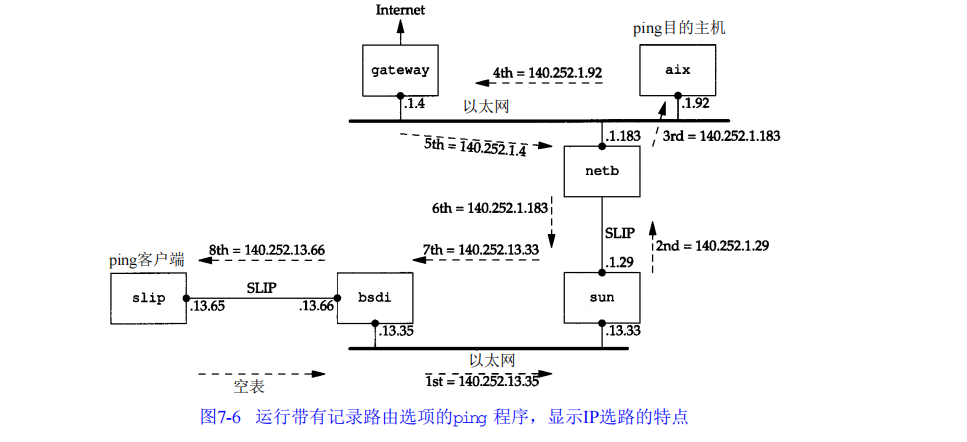 Internet
ping目的主机
gateway
4th = 140.252.1.92
aix
.1.4
以太网
.1.92
5th = 140.252.1.4
.1.183
3rd = 140.252.1.183
netb
6th = 140.252.1.183
SLIP
2nd = 140.252.1.29
8th = 140.252.13.66
7th = 140.252.13.33
ping客户端
.1.29
slip
SLIP
bsdi
sun
.13.65
.13.66
.13.35
.13.33
以太网
空表
1st = 140.252.13.35
图7-6 运行带有记录路由选项的ping 程序，显示IP选路的特点